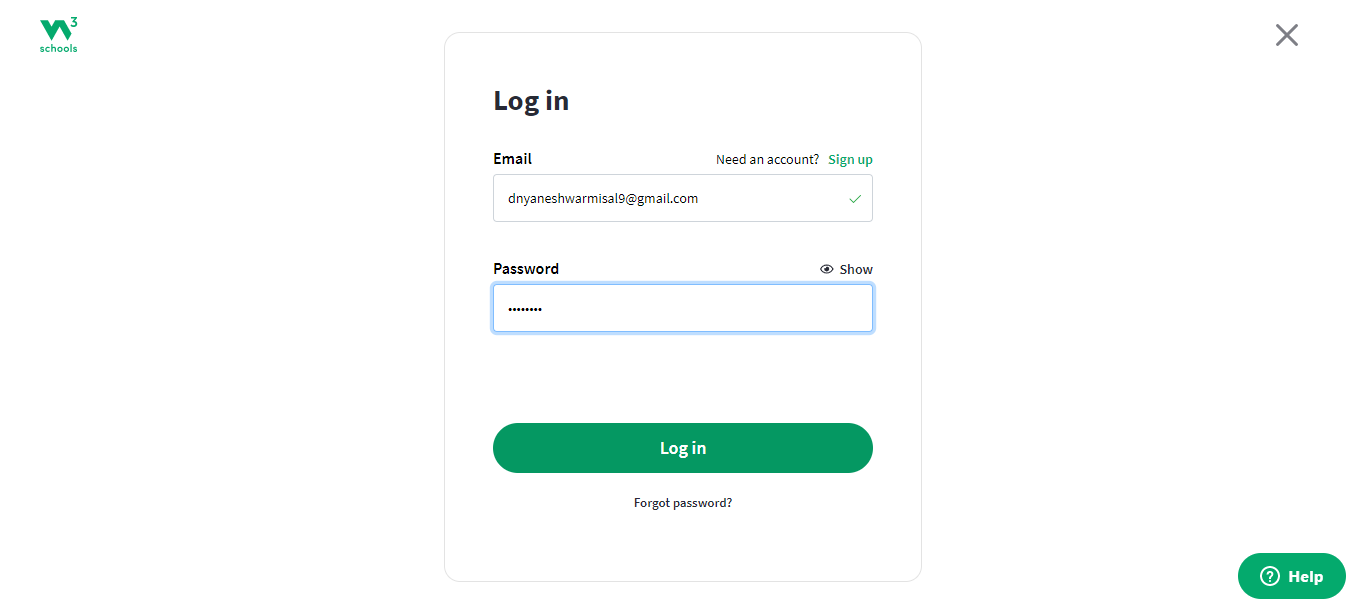 3
schools
Log in
Email
Need an account? Sign up
dnyaneshwarmisal9@gmail.com
Password
Show
••••••••
Log in
Forgot password?
Help